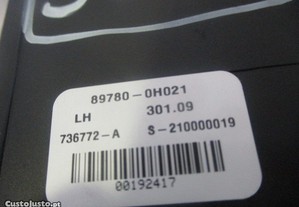 89780-0H021
LH 301.09
736772-A S-210000019
00192417
CustoJusto.pt